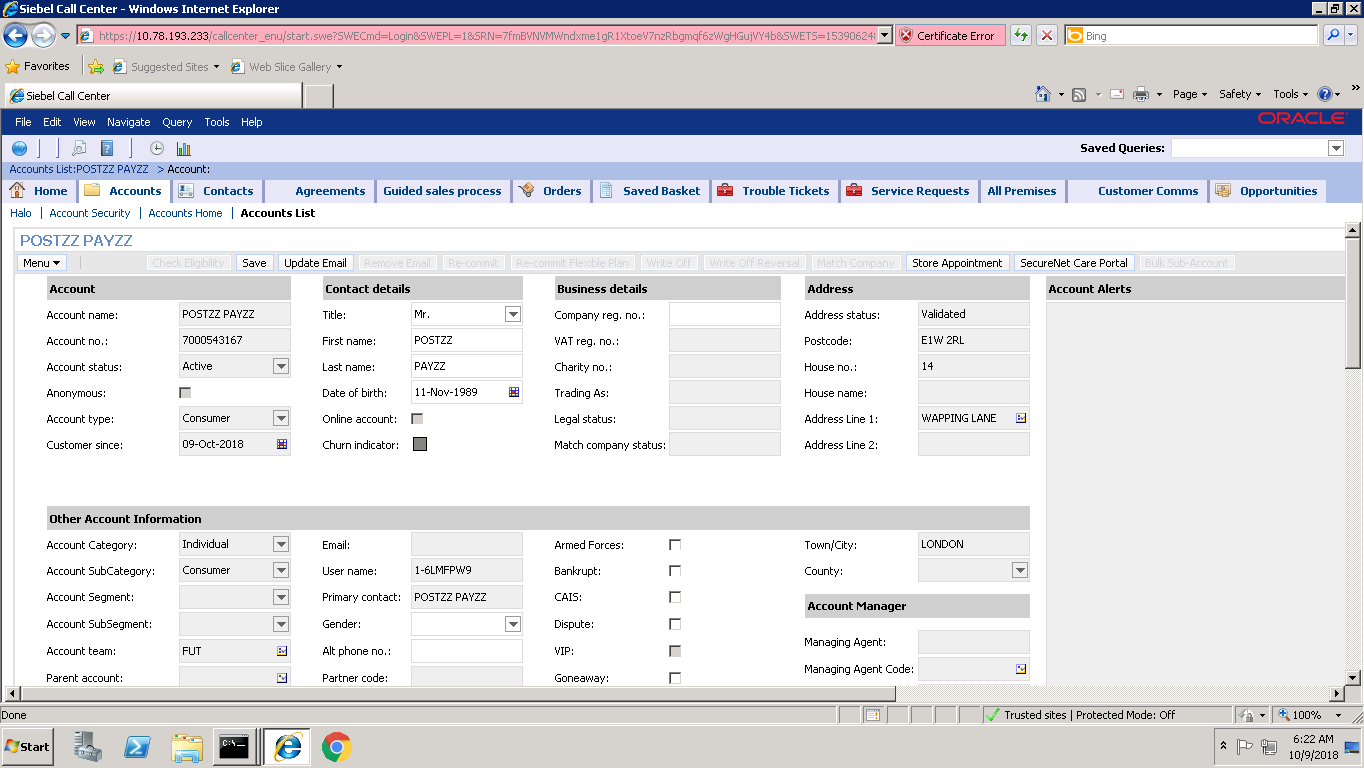 Siebel Call Center - Windows Internet Explorer
https://10.78.193.233/callcenter_enu/start.swe?SWECmd=Login&SWEPL=1&SRN=7fmBVNVMWndxme1gR1XtoeV7nzRbgmqf6zWgHGujVY4b&SWETS=1539062 Certificate Error Bing
Favorites Suggested Sites Web Slice Gallery
Siebel Call Center Page Safety Tools
File Edit View Navigate Query Tools Help ORACLE
Saved Queries:
Accounts List:POSTZZ PAYZZ > Account:
Home Accounts Contacts Agreements Guided sales process Orders Saved Basket Trouble Tickets Service Requests All Premises Customer Comms Opportunities
Halo | Account Security | Accounts Home | Accounts List
POSTZZ PAYZZ
Menu Check Eligibility Save Update Email Remove Email Re-commit Re-commit Flexible Plan Write Off Write Off Reversal Match Company Store Appointment SecureNet Care Portal Bulk Sub-Account
Account Contact details Business details Address Account Alerts
Account name: POSTZZ PAYZZ Title: Mr. Company reg. no.: Address status: Validated
Account no.: 7000543167 First name: POSTZZ VAT reg. no.: Postcode: E1W 2RL
Account status: Active Last name: PAYZZ Charity no.: House no.: 14
Anonymous: Date of birth: 11-Nov-1989 Trading As: House name:
Account type: Consumer Online account: Legal status: Address Line 1: WAPPING LANE
Customer since: 09-Oct-2018 Churn indicator: Match company status: Address Line 2:
Other Account Information
Account Category: Individual Email: Armed Forces: Town/City: LONDON
Account SubCategory: Consumer User name: 1-6LMFPW9 Bankrupt: County:
Account Segment: Primary contact: POSTZZ PAYZZ CAIS: Account Manager
Account SubSegment: Gender: Dispute:
Account team: FUT Alt phone no.: VIP: Managing Agent:
Parent account: Partner code: Goneaway: Managing Agent Code:
Done Trusted sites | Protected Mode: Off 100%
Start C:\. 6:22 AM
10/9/2018